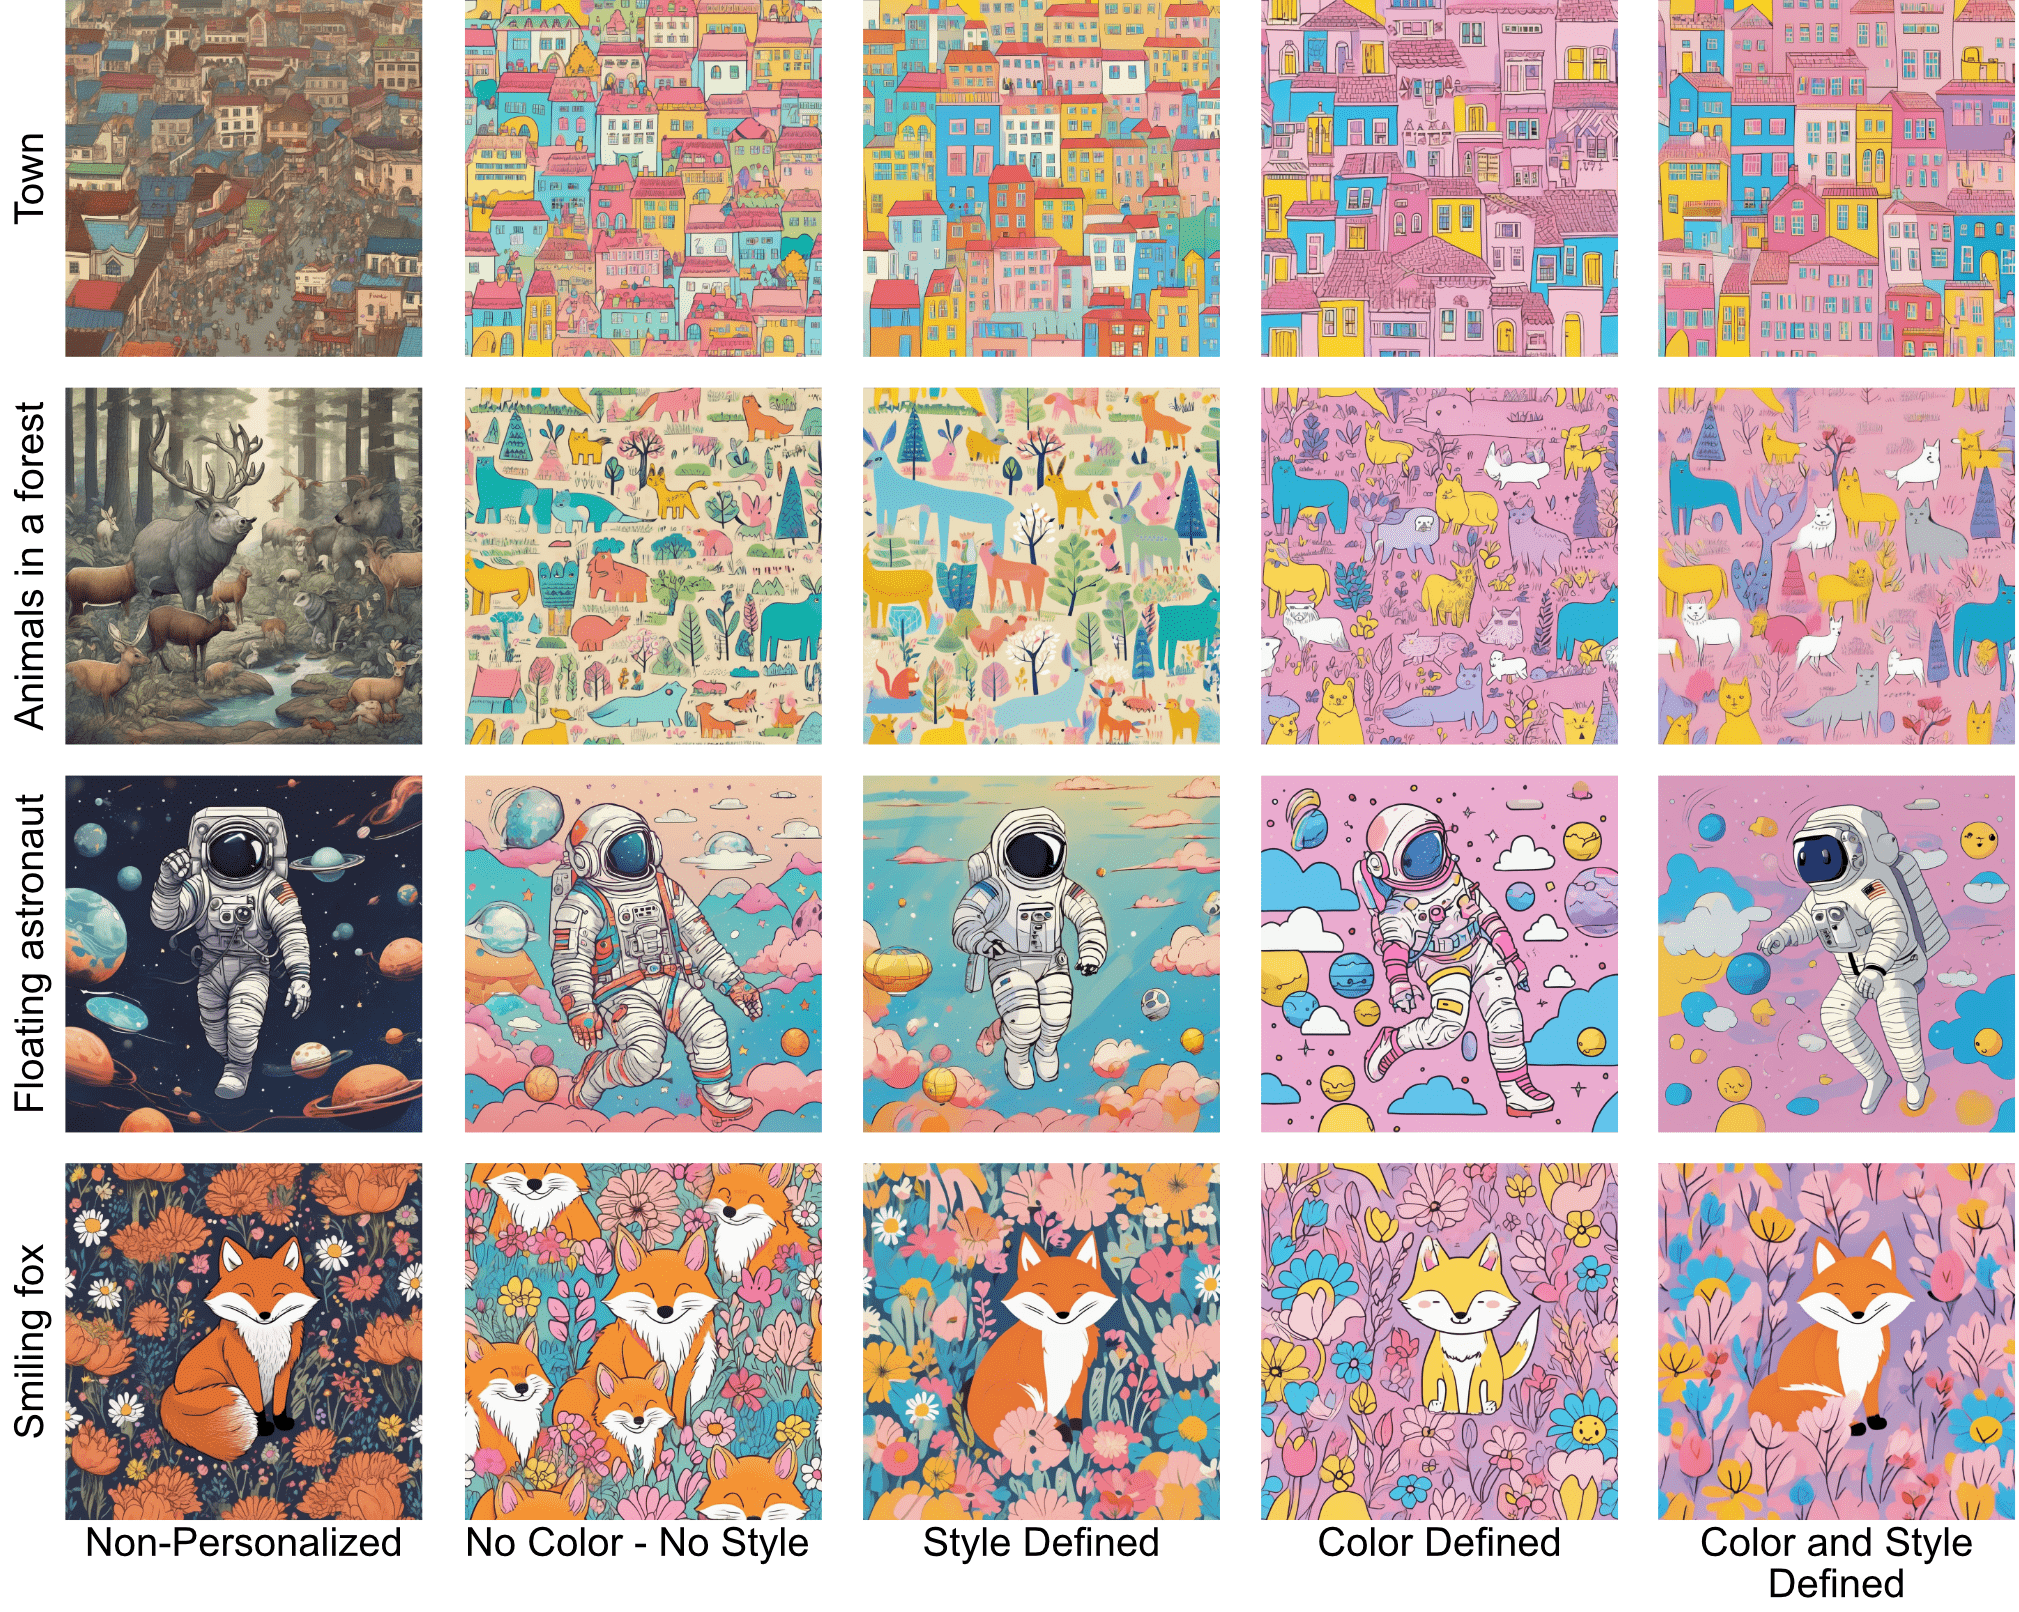 Town
Animals in a forest
Floating astronaut
Smiling fox
Non-Personalized
No Color - No Style
Style Defined
Color Defined
Color and Style
Defined